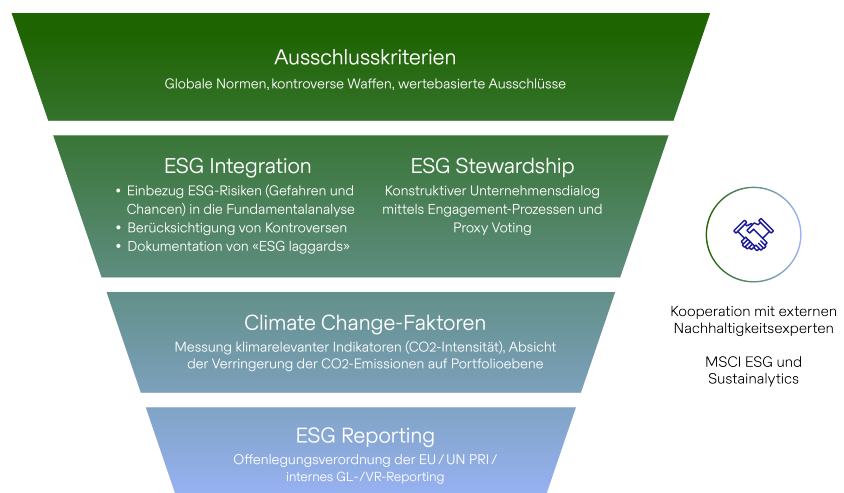 Ausschlusskriterien
Globale Normen, kontroverse Waffen, wertebasierte Ausschlüsse
ESG Integration
• Einbezug ESG-Risiken (Gefahren und
Chancen) in die Fundamentalanalyse
• Berücksichtigung von Kontroversen
• Dokumentation von «ESG laggards»
ESG Stewardship
Konstruktiver Unternehmensdialog
mittels Engagement-Prozessen und
Proxy Voting
Climate Change-Faktoren
Messung klimarelevanter Indikatoren (CO2-Intensität), Absicht
der Verringerung der CO2-Emissionen auf Portfolioebene
ESG Reporting
Offenlegungsverordnung der EU / UN PRI /
internes GL-/VR-Reporting
Kooperation mit externen
Nachhaltigkeitsexperten
MSCI ESG und
Sustainalytics